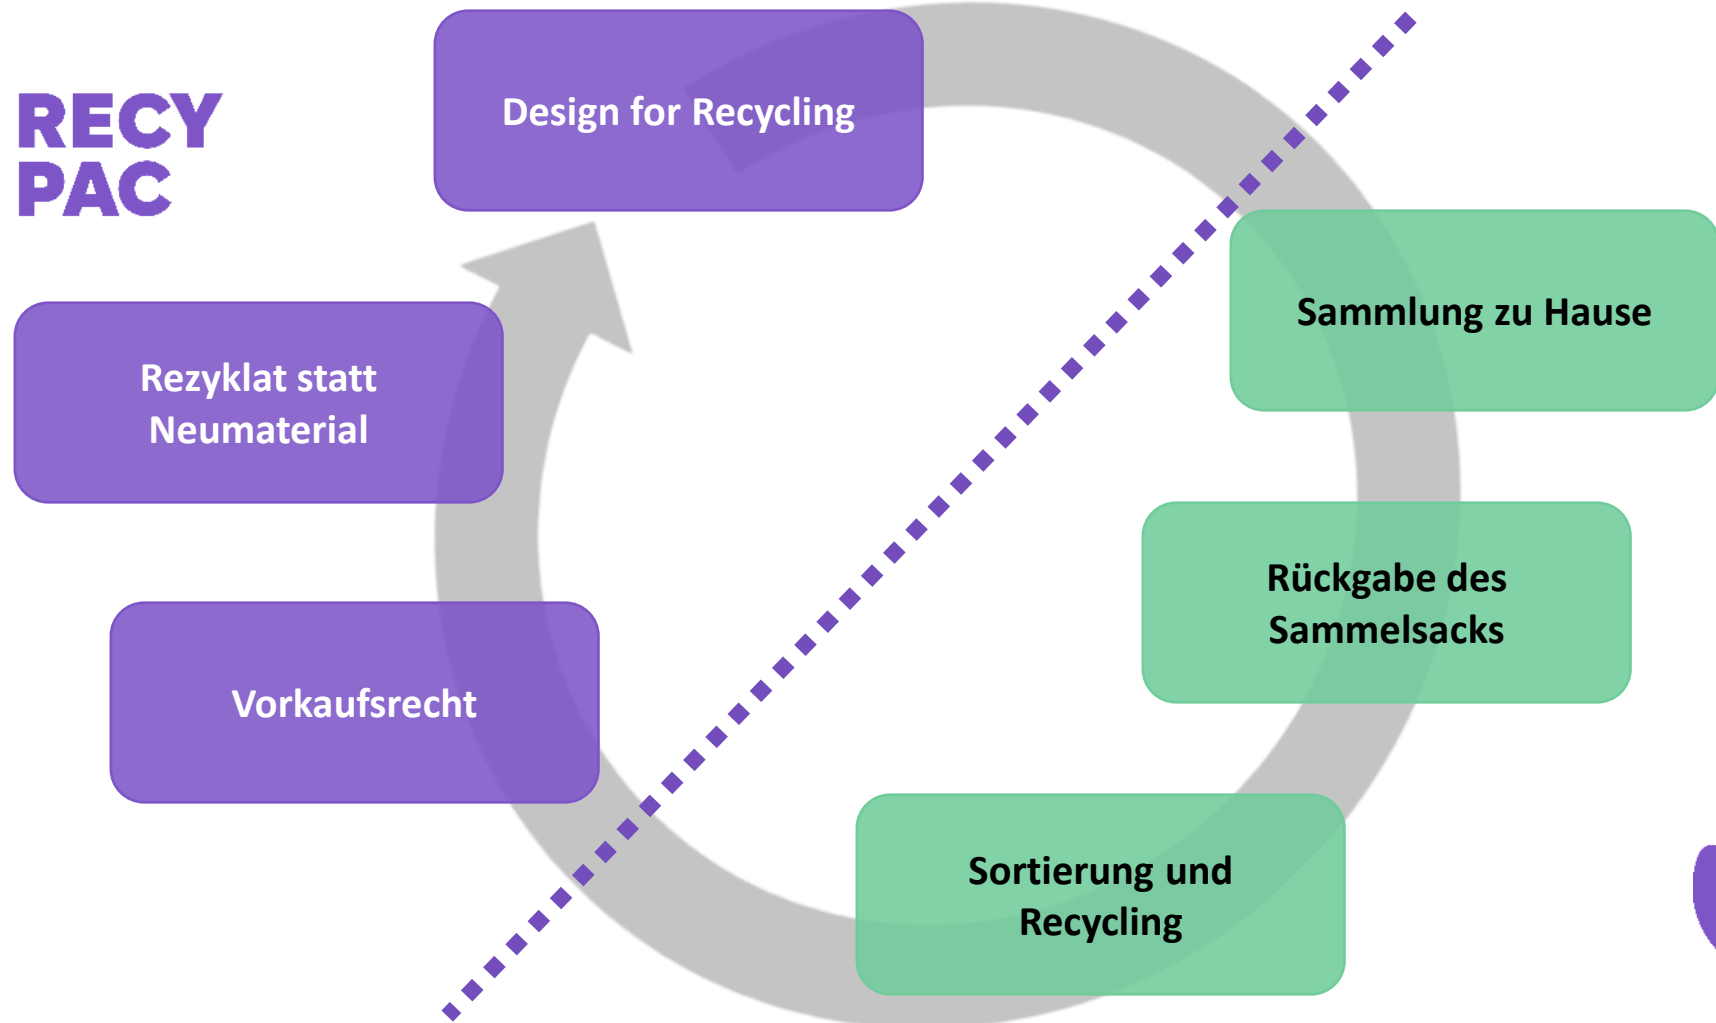 RECY
PAC
Design for Recycling
Sammlung zu Hause
Rückgabe des
Sammelsacks
Sortierung und
Recycling
Vorkaufsrecht
Rezyklat statt
Neumaterial